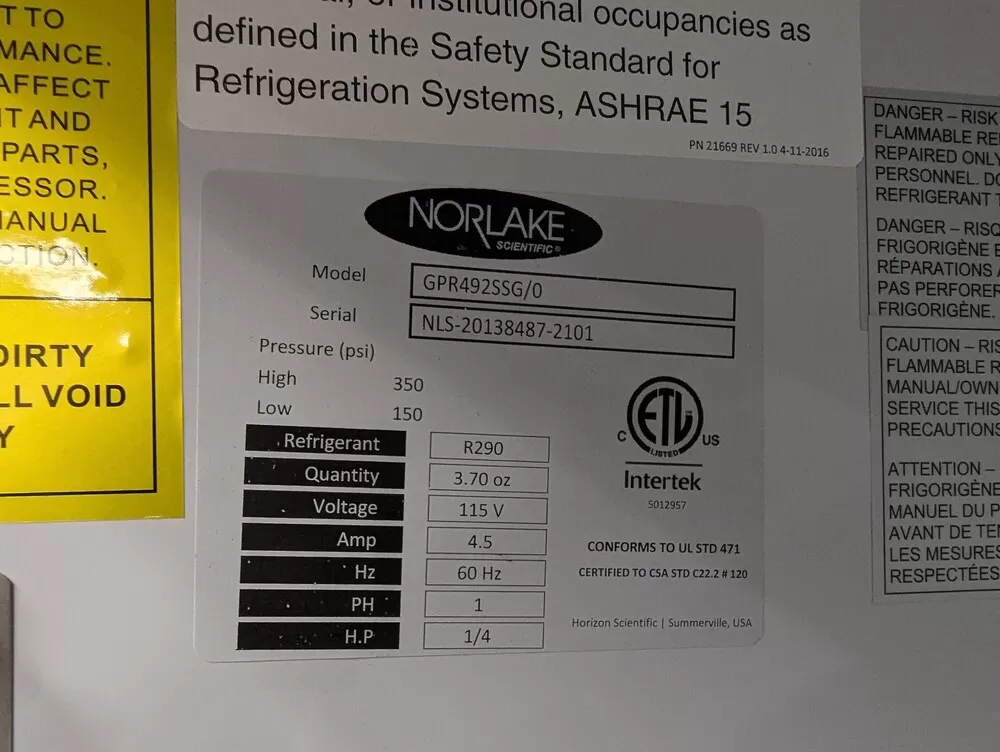 T TO
MANCE.
AFFECT
T AND
PARTS,
ESSOR.
MANUAL
CTION.
DIRTY
LL VOID
Y
institutional occupancies as
defined in the Safety Standard for
Refrigeration Systems, ASHRAE 15
PN 21669 REV 1.0 4-11-2016
NORLAKE
SCIENTIFIC®
Model GPR492SSG/0
Serial NLS-20138487-2101
Pressure (psi)
High 350
Low 150
Refrigerant R290
Quantity 3.70 oz
Voltage 115 V
Amp 4.5
Hz 60 Hz
PH 1
H.P 1/4
C ETL US
LISTED
Intertek
5012957
CONFORMS TO UL STD 471
CERTIFIED TO CSA STD C22.2 # 120
Horizon Scientific | Summerville, USA
DANGER – RISK
FLAMMABLE RE
REPAIRED ONLY
PERSONNEL. DO
REFRIGERANT T
DANGER – RISQ
FRIGORIGÈNE E
RÉPARATIONS A
PAS PERFORER
FRIGORIGÈNE.
CAUTION – RIS
FLAMMABLE R
MANUAL/OWN
SERVICE THIS
PRECAUTIONS
ATTENTION –
FRIGORIGÈNE
MANUEL DU P
AVANT DE TE
LES MESURES
RESPECTÉES